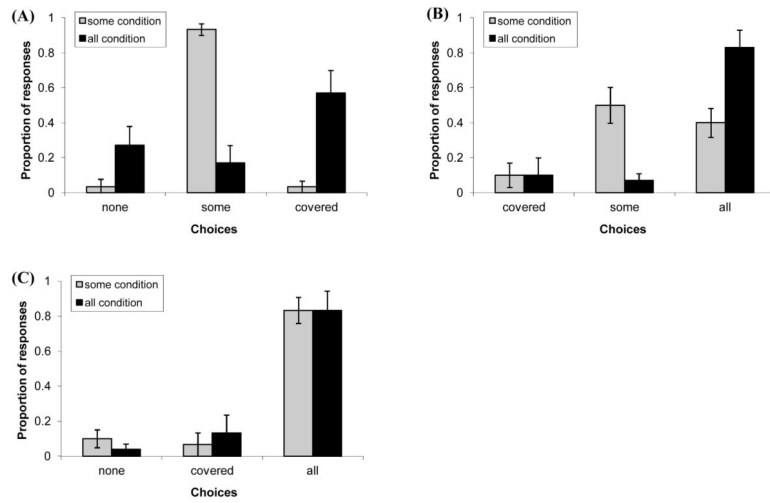 (A)
some condition
all condition
Proportion of responses
1
0.8
0.6
0.4
0.2
0
none some covered
Choices
(B)
some condition
all condition
Proportion of responses
1
0.8
0.6
0.4
0.2
0
covered some all
Choices
(C)
some condition
all condition
Proportion of responses
1
0.8
0.6
0.4
0.2
0
none covered all
Choices